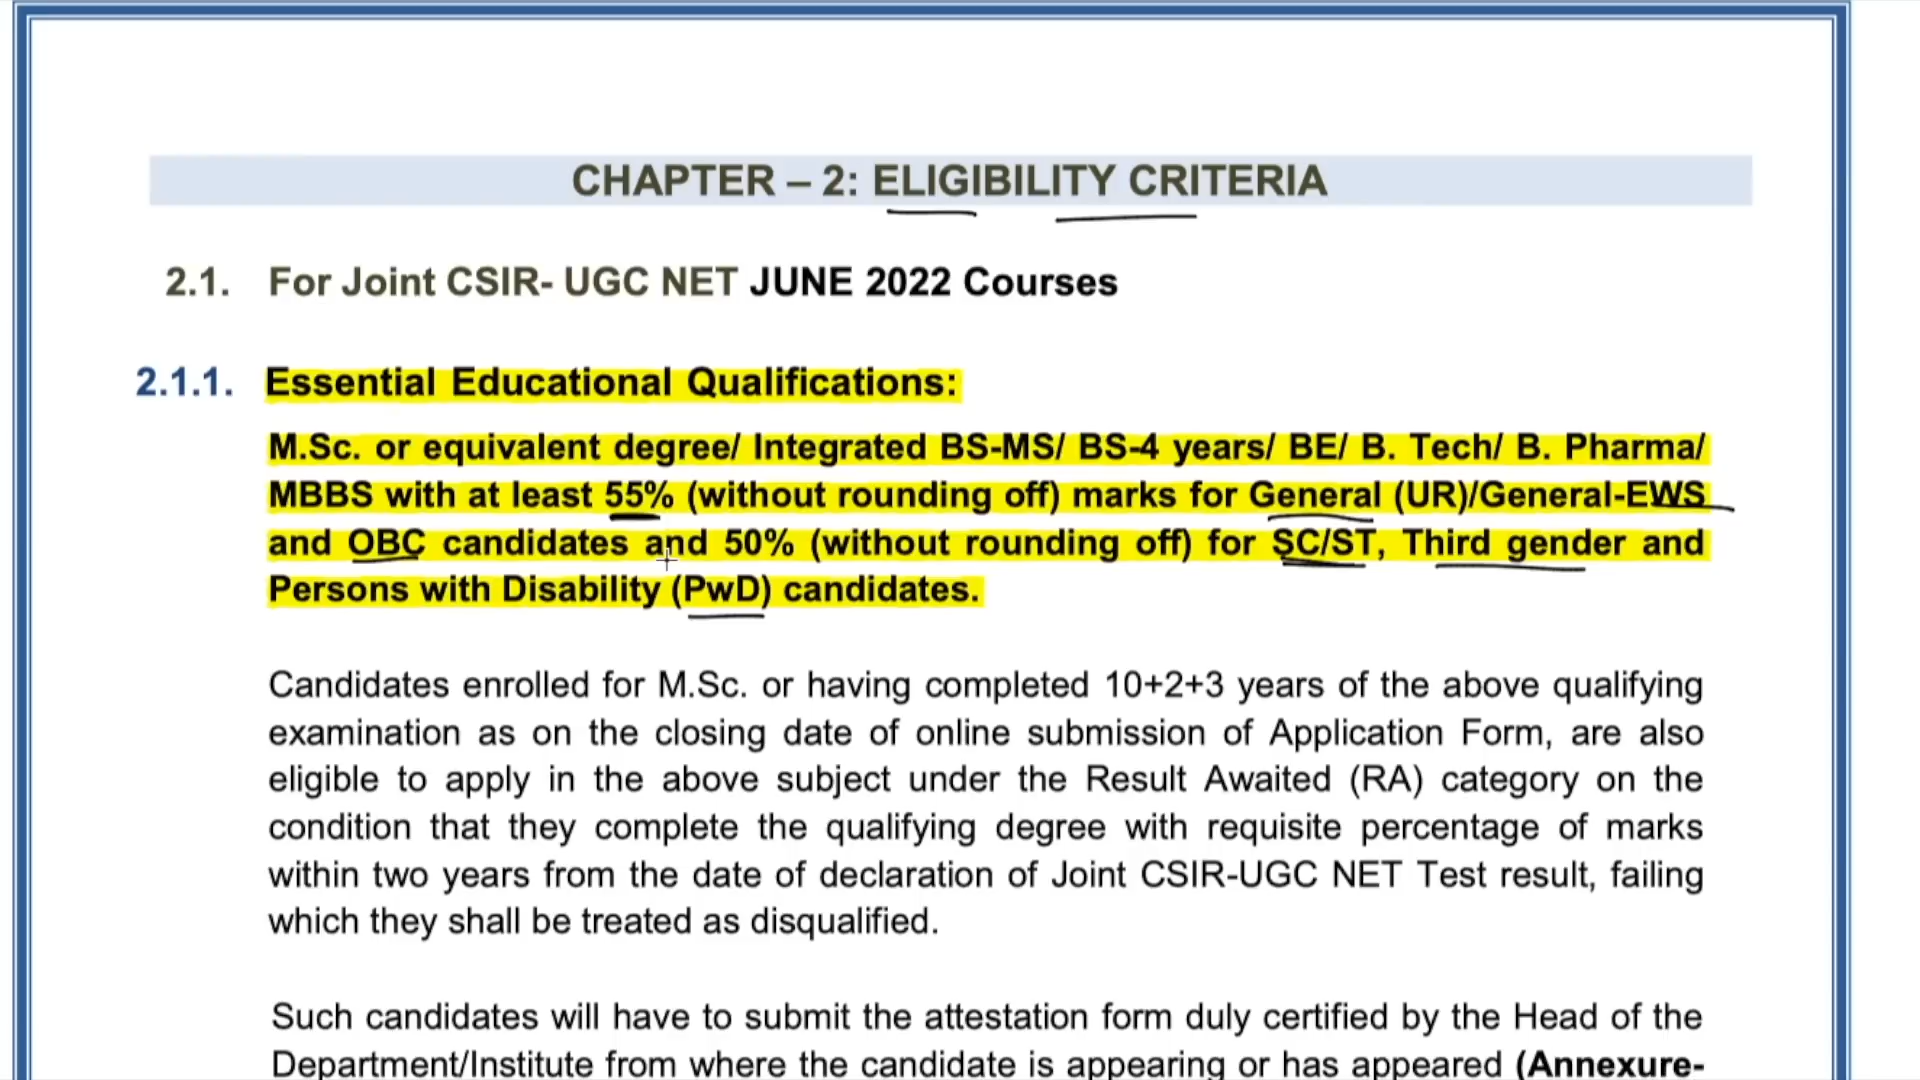 CHAPTER – 2: ELIGIBILITY CRITERIA
2.1. For Joint CSIR- UGC NET JUNE 2022 Courses
2.1.1. Essential Educational Qualifications:
M.Sc. or equivalent degree/ Integrated BS-MS/ BS-4 years/ BE/ B. Tech/ B. Pharma/
MBBS with at least 55% (without rounding off) marks for General (UR)/General-EWS
and OBC candidates and 50% (without rounding off) for SC/ST, Third gender and
Persons with Disability (PwD) candidates.
Candidates enrolled for M.Sc. or having completed 10+2+3 years of the above qualifying
examination as on the closing date of online submission of Application Form, are also
eligible to apply in the above subject under the Result Awaited (RA) category on the
condition that they complete the qualifying degree with requisite percentage of marks
within two years from the date of declaration of Joint CSIR-UGC NET Test result, failing
which they shall be treated as disqualified.
Such candidates will have to submit the attestation form duly certified by the Head of the
Department/Institute from where the candidate is appearing or has appeared (Annexure-